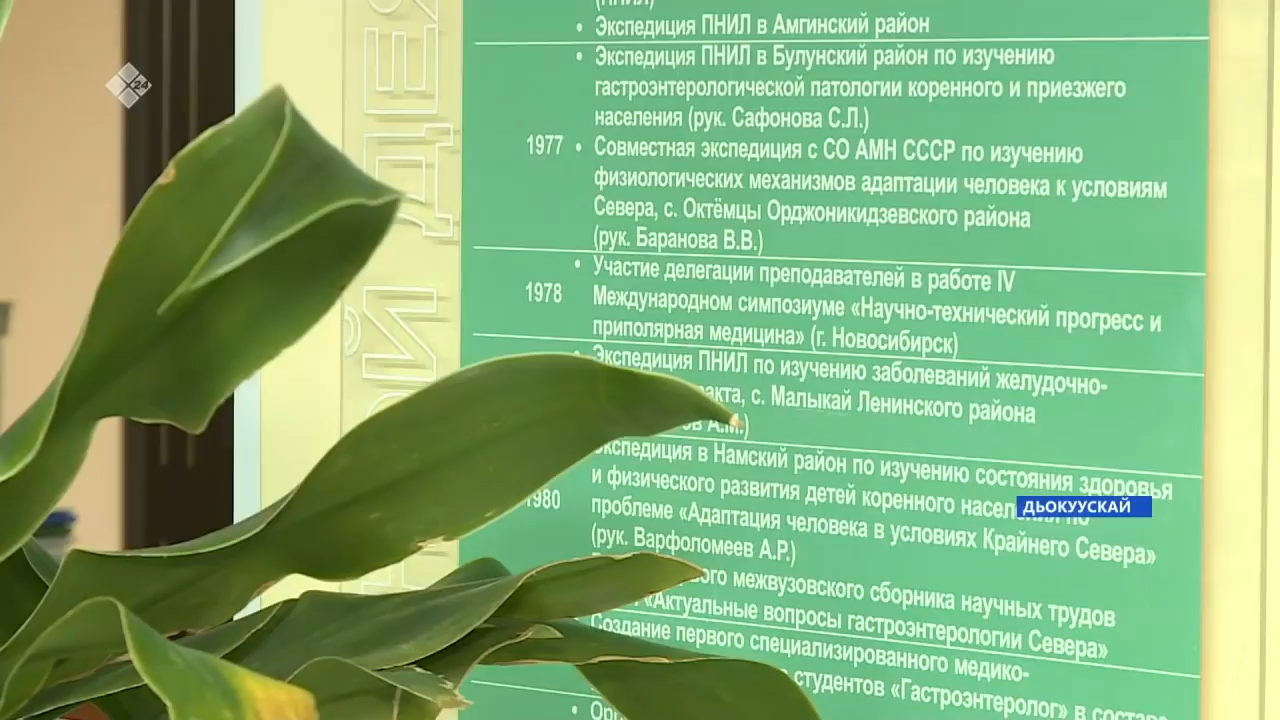 Экспедиция ПНИЛ в Амгинский район
Экспедиция ПНИЛ в Булунский район по изучению
гастроэнтерологической патологии коренного и приезжего
населения (рук. Сафонова С.Л.)
1977 • Совместная экспедиция с СО АМН СССР по изучению
физиологических механизмов адаптации человека к условиям
Севера, с. Октёмцы Орджоникидзевского района
(рук. Баранова В.В.)
• Участие делегации преподавателей в работе IV
1978 Международном симпозиуме «Научно-технический прогресс и
приполярная медицина» (г. Новосибирск)
Экспедиция ПНИЛ по изучению заболеваний желудочно-
с. Малыкай Ленинского района
А.М.)
Экспедиция в Намский район по изучению состояния здоровья
и физического развития детей коренного населения по
1980 проблеме «Адаптация человека в условиях Крайнего Севера»
(рук. Варфоломеев А.Р.)
межвузовского сборника научных трудов
«Актуальные вопросы гастроэнтерологии Севера»
Создание первого специализированного медико-
студентов «Гастроэнтеролог» в составе
ДЬОКУУСКАЙ
24